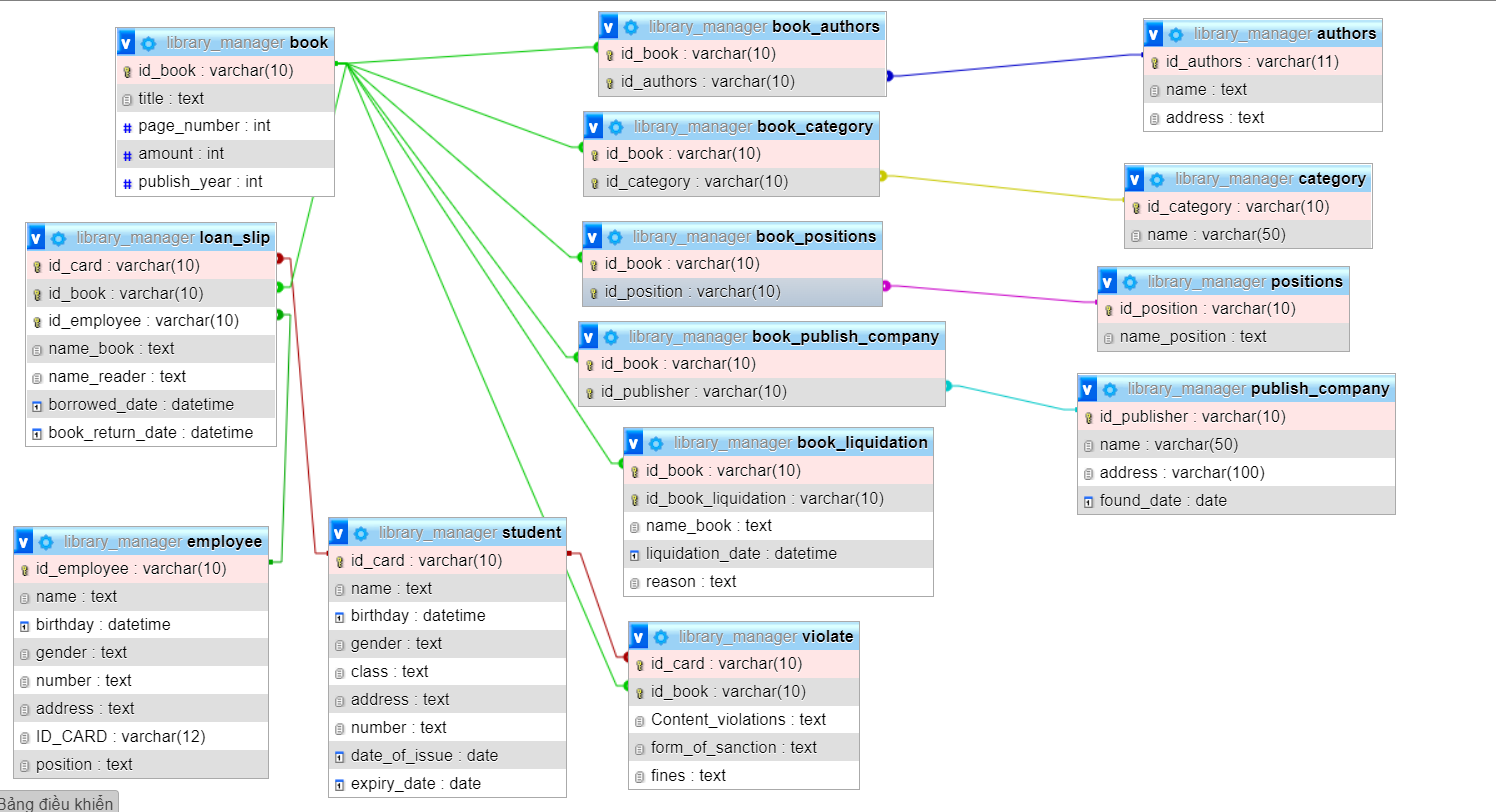 library_manager book
id_book : varchar(10)
title : text
page_number : int
amount : int
publish_year : int
library_manager book_authors
id_book : varchar(10)
id_authors : varchar(10)
library_manager authors
id_authors : varchar(11)
name : text
address : text
library_manager book_category
id_book : varchar(10)
id_category : varchar(10)
library_manager category
id_category : varchar(10)
name : varchar(50)
library_manager loan_slip
id_card : varchar(10)
id_book : varchar(10)
id_employee : varchar(10)
name_book : text
name_reader : text
borrowed_date : datetime
book_return_date : datetime
library_manager book_positions
id_book : varchar(10)
id_position : varchar(10)
library_manager positions
id_position : varchar(10)
name_position : text
library_manager book_publish_company
id_book : varchar(10)
id_publisher : varchar(10)
library_manager publish_company
id_publisher : varchar(10)
name : varchar(50)
address : varchar(100)
found_date : date
library_manager book_liquidation
id_book : varchar(10)
id_book_liquidation : varchar(10)
name_book : text
liquidation_date : datetime
reason : text
library_manager employee
id_employee : varchar(10)
name : text
birthday : datetime
gender : text
number : text
address : text
ID_CARD : varchar(12)
position : text
library_manager student
id_card : varchar(10)
name : text
birthday : datetime
gender : text
class : text
address : text
number : text
date_of_issue : date
expiry_date : date
library_manager violate
id_card : varchar(10)
id_book : varchar(10)
Content_violations : text
form_of_sanction : text
fines : text
Bảng điều khiển